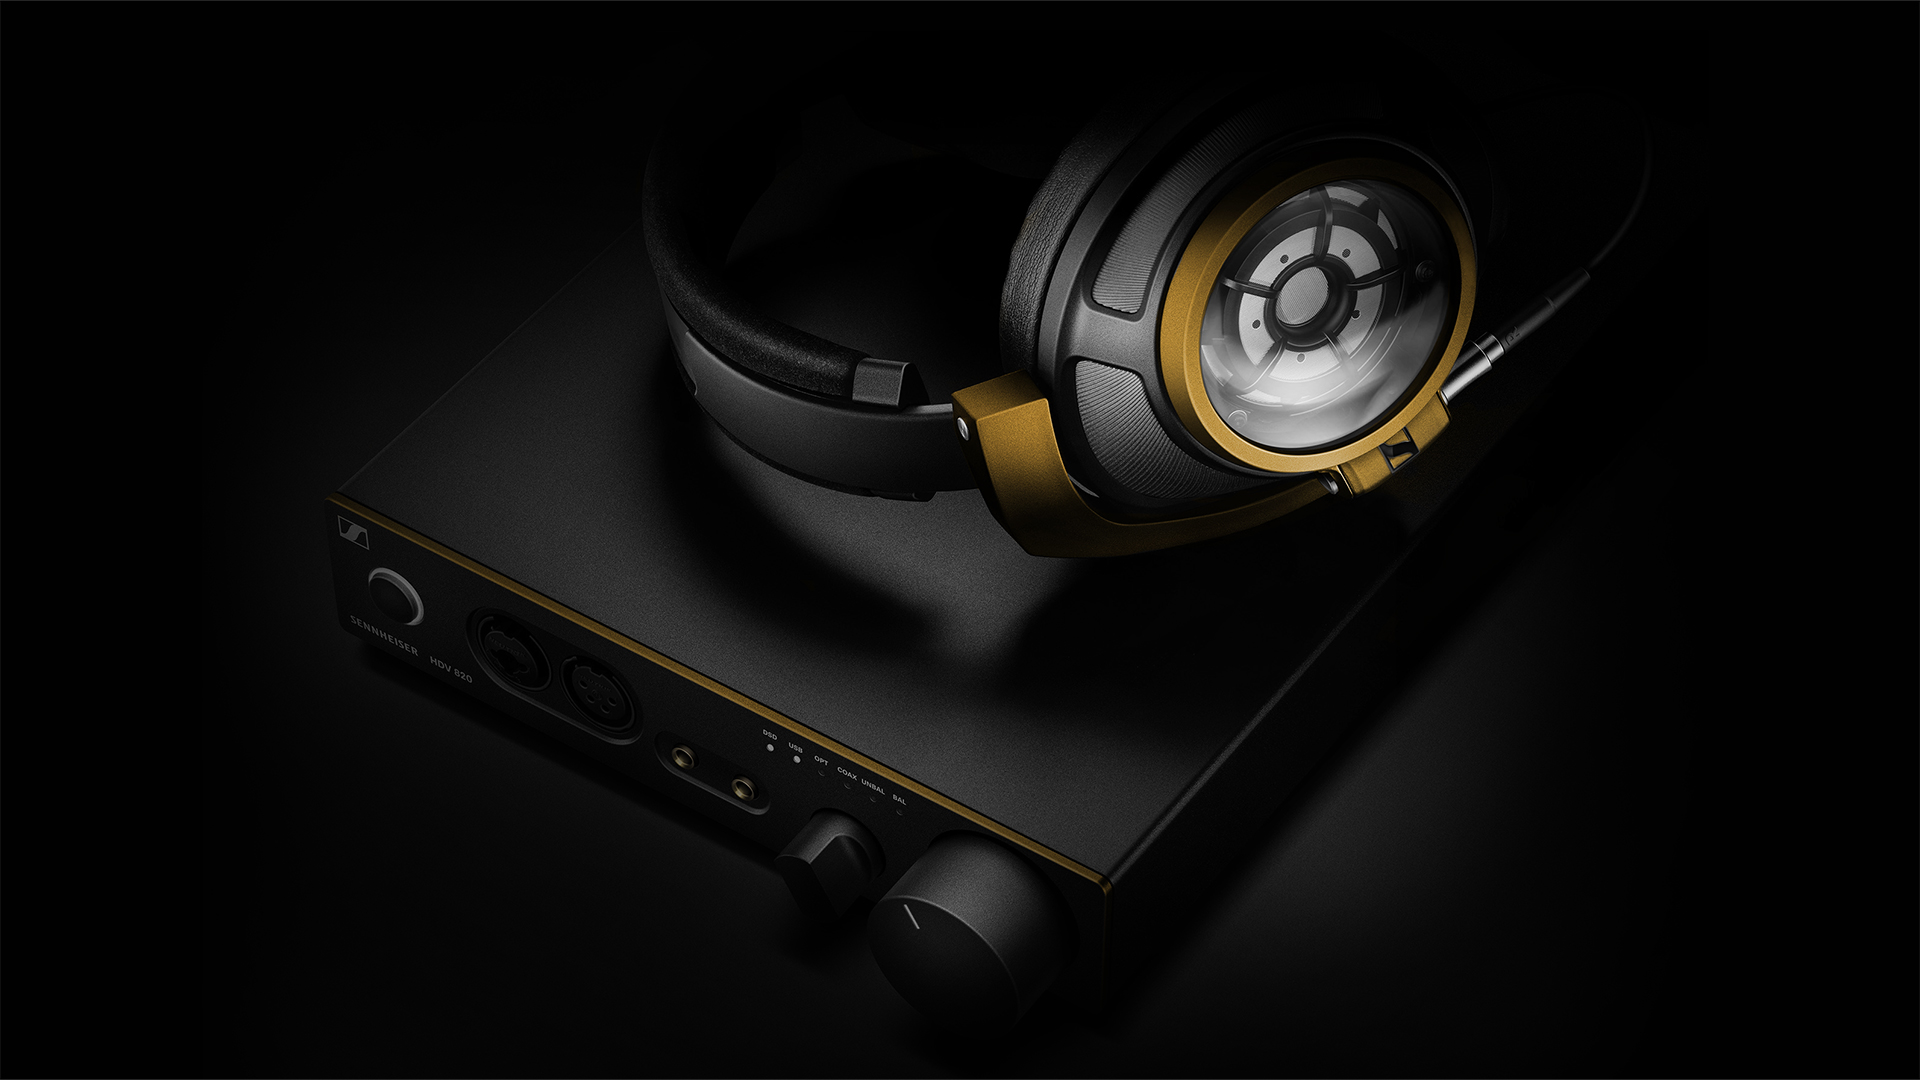 SENNHEISER HDV 820
DSD USB OPT COAX UNBAL BAL